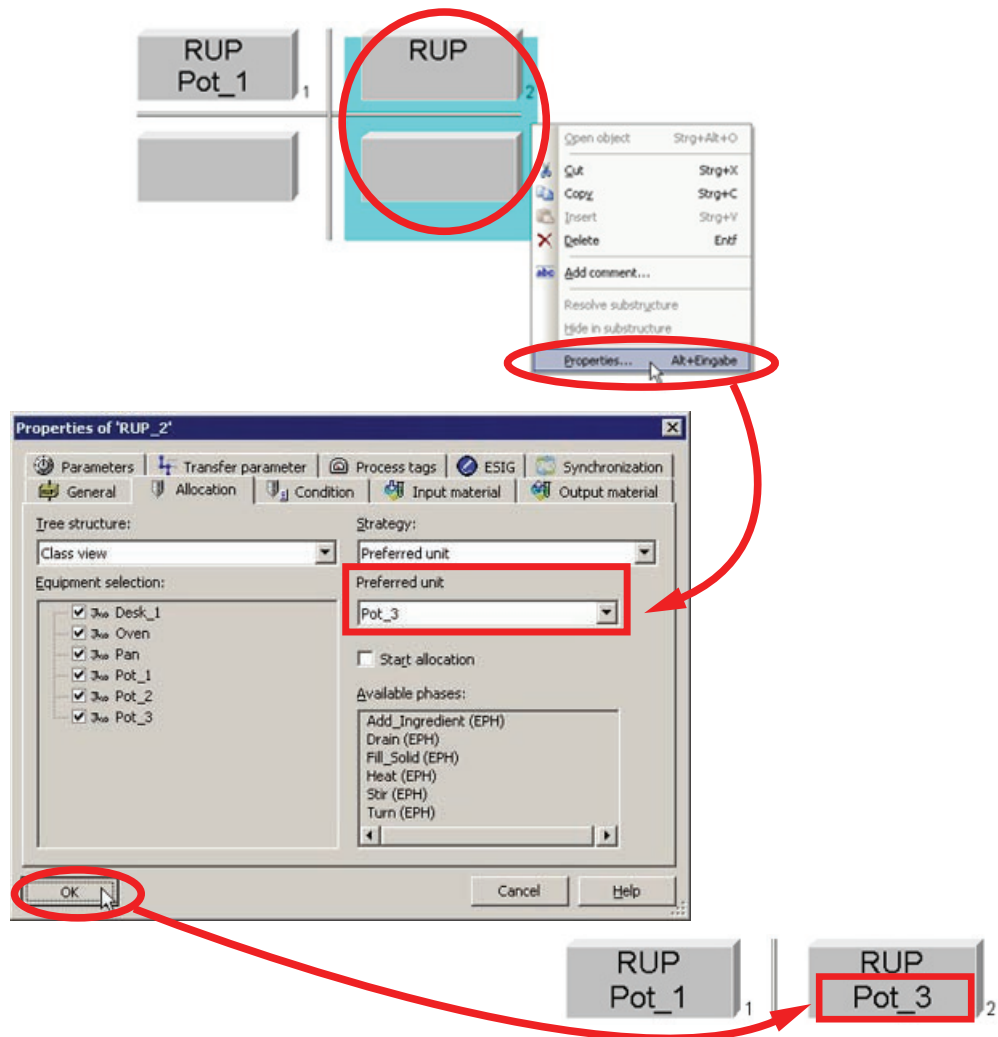 RUP
Pot_1
1
RUP
2
Open object Strg+Alt+O
Cut Strg+X
Copy Strg+C
Insert Strg+V
Delete Entf
abc Add comment...
Resolve substructure
Hide in substructure
Properties... Alt+Eingabe
Properties of 'RUP_2'
Parameters Transfer parameter Process tags ESIG Synchronization
General Allocation Condition Input material Output material
Tree structure:
Class view
Strategy:
Preferred unit
Equipment selection:
Desk_1
Oven
Pan
Pot_1
Pot_2
Pot_3
Preferred unit
Pot_3
Start allocation
Available phases:
Add_Ingredient (EPH)
Drain (EPH)
Fill_Solid (EPH)
Heat (EPH)
Stir (EPH)
Turn (EPH)
OK Cancel Help
RUP
Pot_1
1
RUP
Pot_3
2